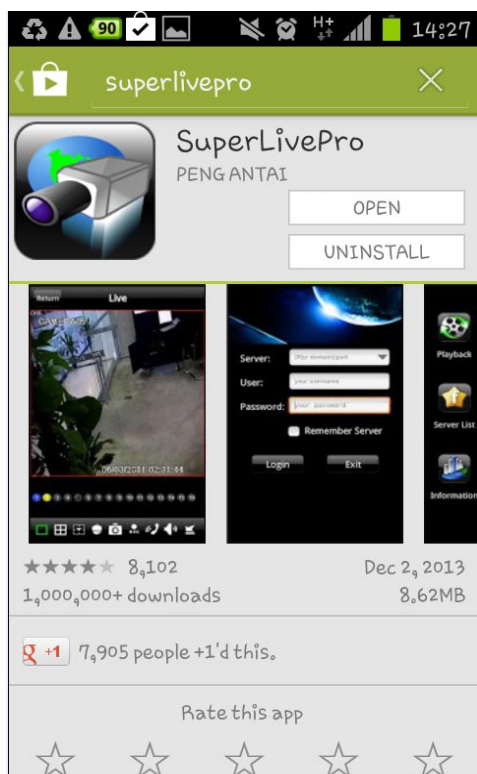 90 H+ 14:27
superlivepro
SuperLivePro
PENG ANTAI
OPEN
UNINSTALL
Return Live
CAMERA06
06/03/2011 02:31:44
Server:
User: your username
Password: your password
Remember Server
Login Exit
Playback
Server List
Information
8,102 Dec 2, 2013
1,000,000+ downloads 8.62MB
g +1 7,905 people +1'd this.
Rate this app